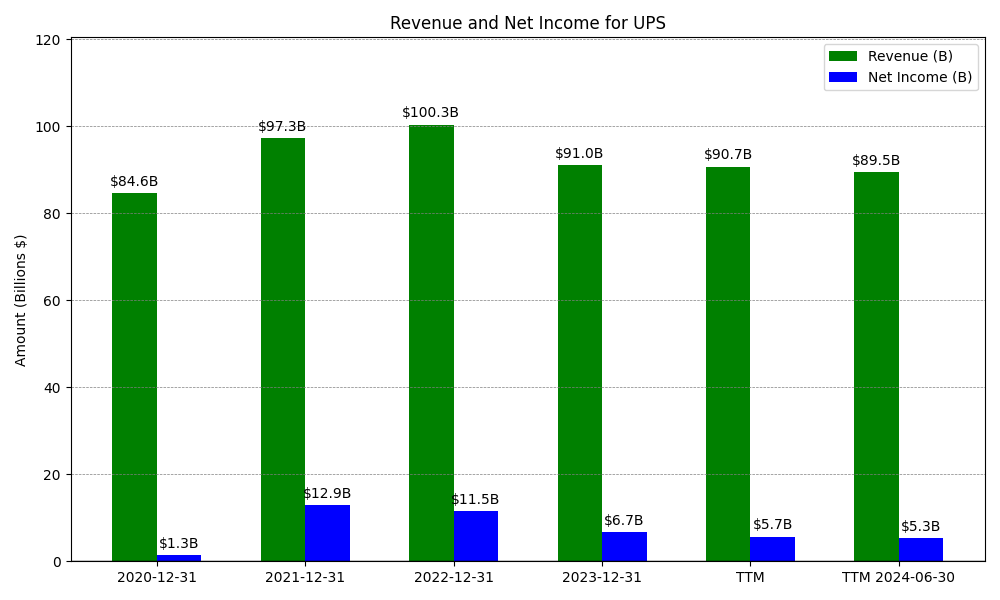 Revenue and Net Income for UPS
Revenue (B)
Net Income (B)
Amount (Billions $)
120
100
80
60
40
20
0
$84.6B
$97.3B
$100.3B
$91.0B
$90.7B
$89.5B
$1.3B
$12.9B
$11.5B
$6.7B
$5.7B
$5.3B
2020-12-31
2021-12-31
2022-12-31
2023-12-31
TTM
TTM 2024-06-30